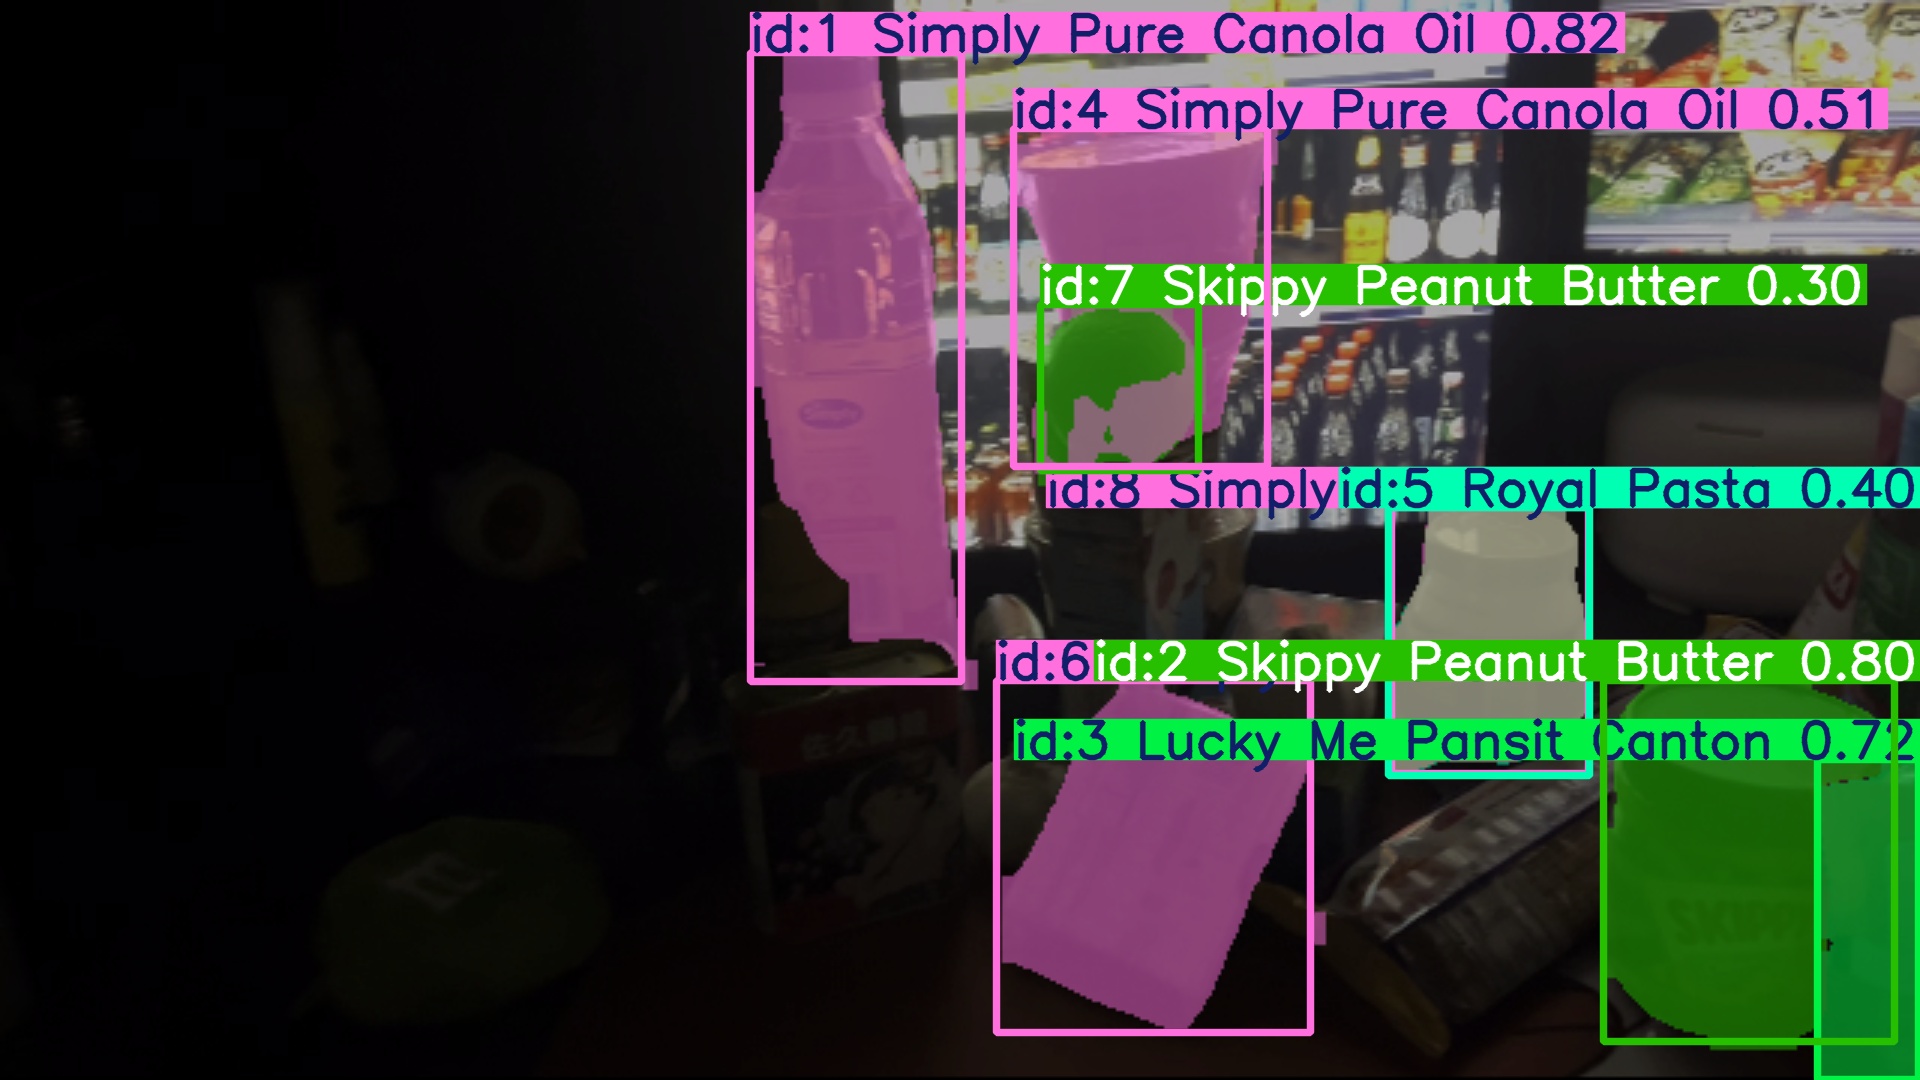 id:1 Simply Pure Canola Oil 0.82
id:4 Simply Pure Canola Oil 0.51
id:7 Skippy Peanut Butter 0.30
Simply
id:8 Simply
id:5 Royal Pasta 0.40
id:6
id:2 Skippy Peanut Butter 0.80
id:3 Lucky Me Pansit Canton 0.72
m
SKIPPY